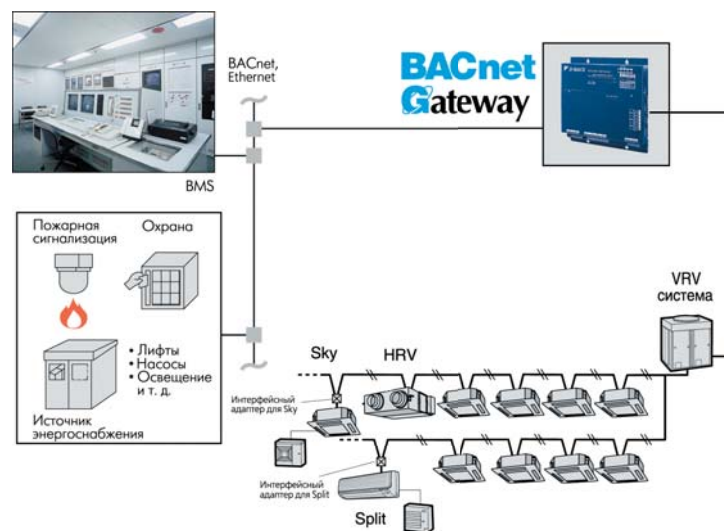 BACnet,
Ethernet
BACnet
Gateway
BMS
Пожарная
сигнализация
Охрана
• Лифты
• Насосы
• Освещение
и т. д.
Источник
энергоснабжения
VRV
система
Sky
HRV
Интерфейсный
адаптер для Sky
Интерфейсный
адаптер для Split
Split